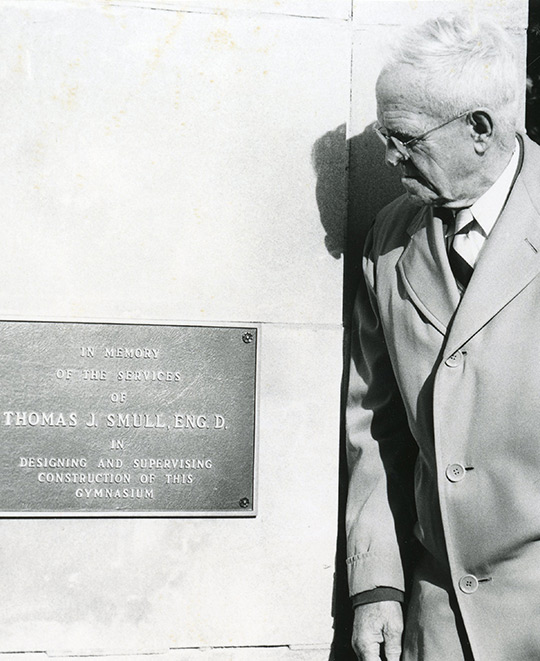 IN MEMORY
OF THE SERVICES
OF
THOMAS J. SMULL, ENG. D.
IN
DESIGNING AND SUPERVISING
CONSTRUCTION OF THIS
GYMNASIUM